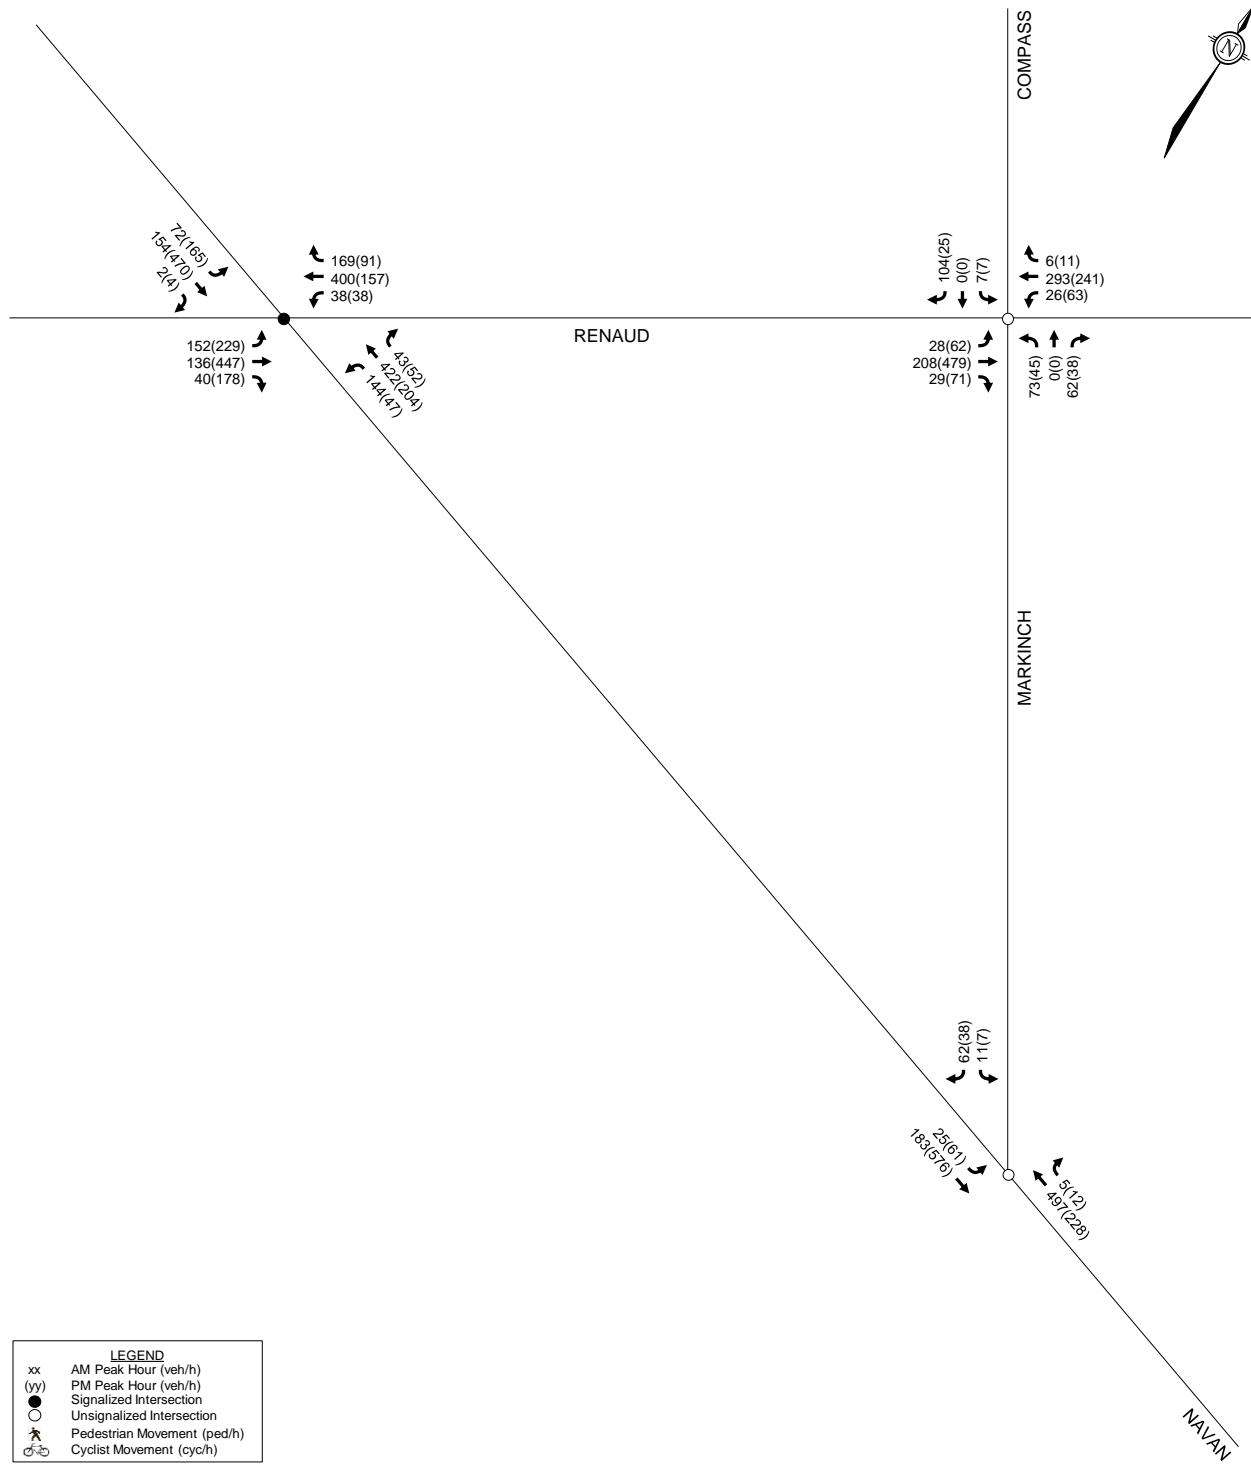 COMPASS
N
72(165)
154(470)
2(4)
169(91)
400(157)
38(38)
104(25)
0(0)
7(7)
6(11)
293(241)
26(63)
RENAUD
152(229)
136(447)
40(178)
43(52)
422(204)
144(47)
28(62)
208(479)
29(71)
73(45)
0(0)
62(38)
MARKINCH
62(38)
11(7)
25(61)
183(576)
5(12)
497(228)
NAVAN
LEGEND
xx AM Peak Hour (veh/h)
(yy) PM Peak Hour (veh/h)
Signalized Intersection
Unsignalized Intersection
Pedestrian Movement (ped/h)
Cyclist Movement (cyc/h)